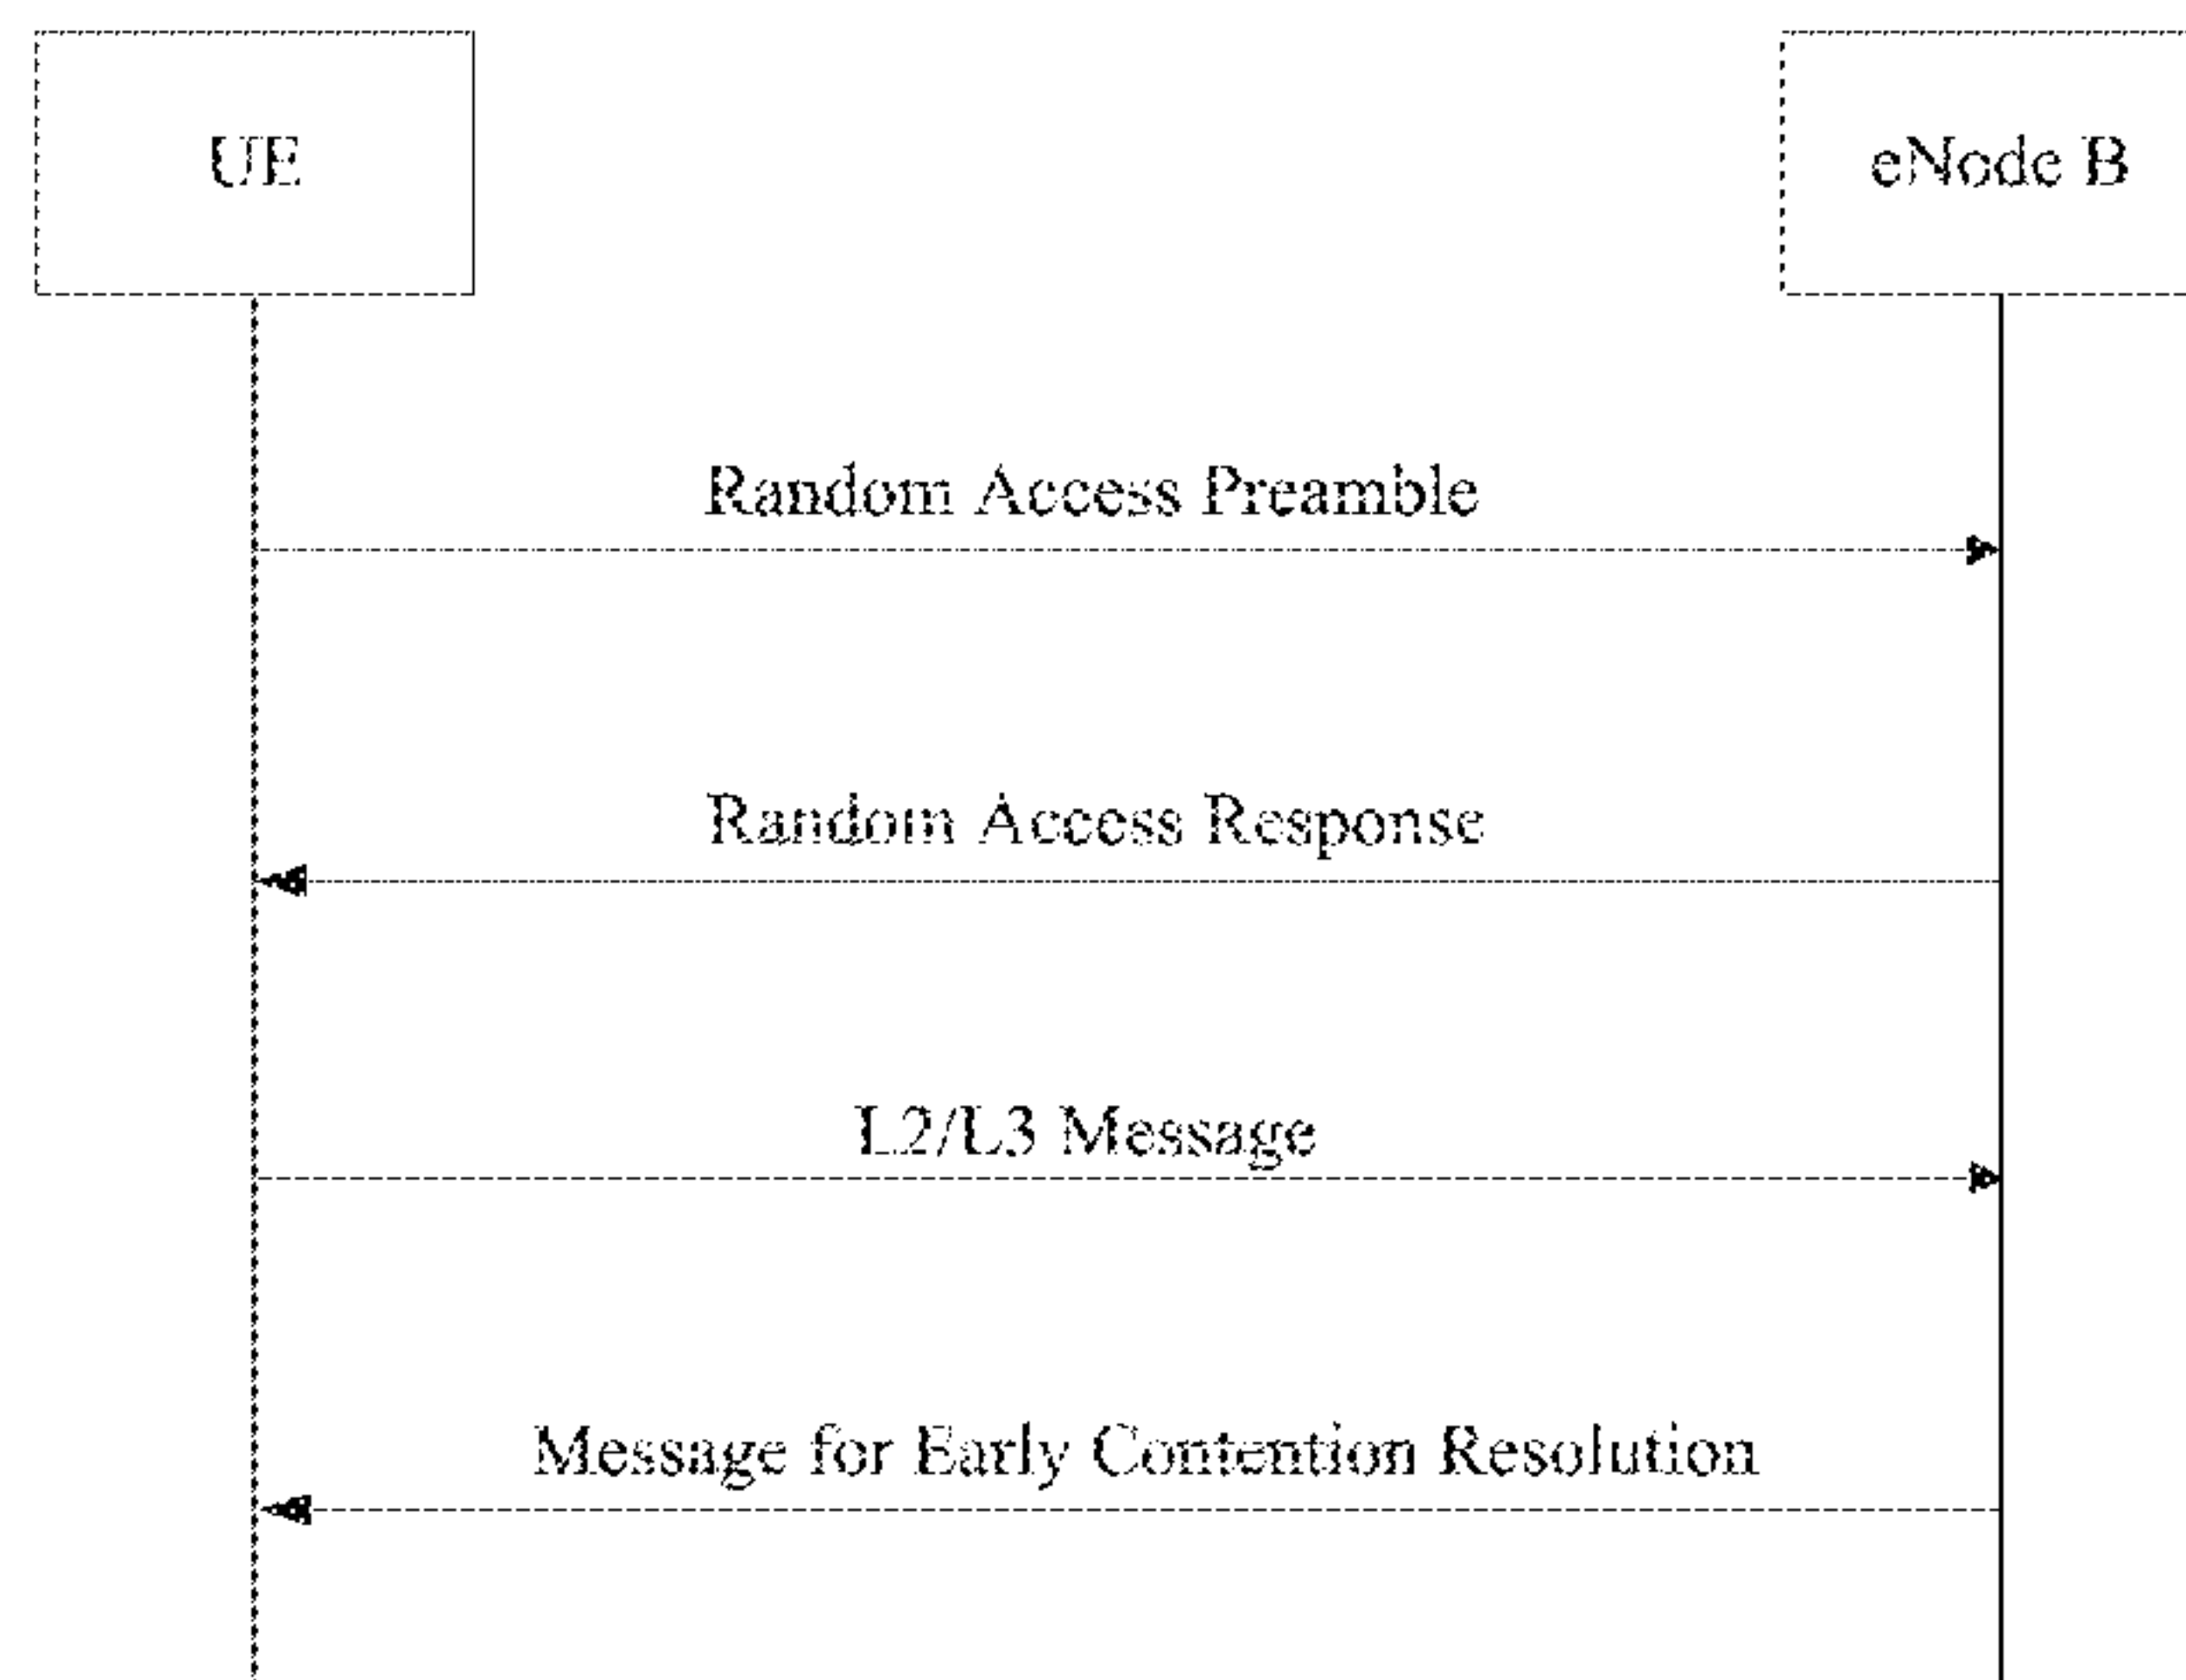 UE
eNode B
Random Access Preamble
Random Access Response
L2/L3 Message
Message for Early Contention Resolution